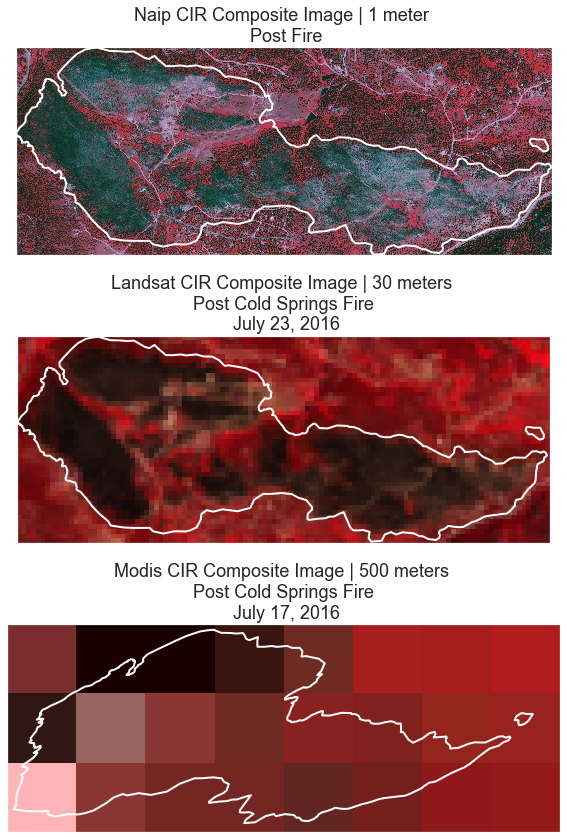 Naip CIR Composite Image | 1 meter
Post Fire
Landsat CIR Composite Image | 30 meters
Post Cold Springs Fire
July 23, 2016
Modis CIR Composite Image | 500 meters
Post Cold Springs Fire
July 17, 2016